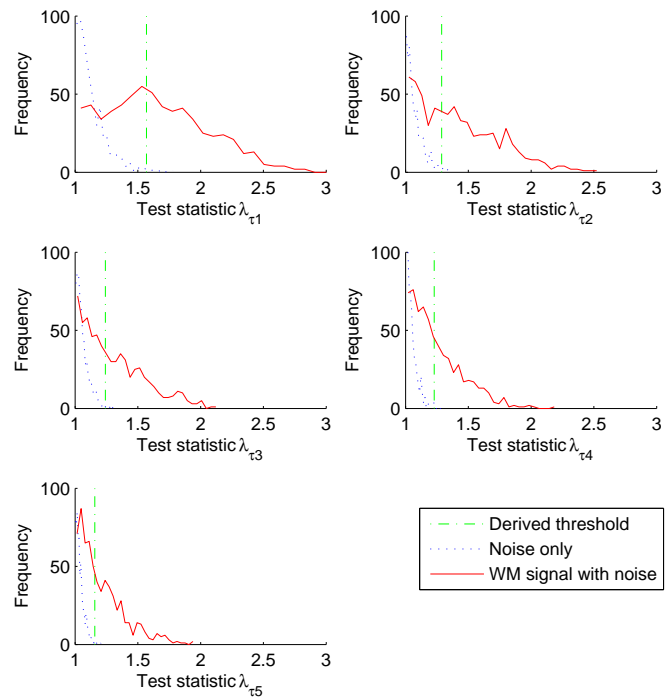 100
50
0
Frequency
1 1.5 2 2.5 3
Test statistic λτ1
100
50
0
Frequency
1 1.5 2 2.5 3
Test statistic λτ2
100
50
0
Frequency
1 1.5 2 2.5 3
Test statistic λτ3
100
50
0
Frequency
1 1.5 2 2.5 3
Test statistic λτ4
100
50
0
Frequency
1 1.5 2 2.5 3
Test statistic λτ5
Derived threshold
Noise only
WM signal with noise